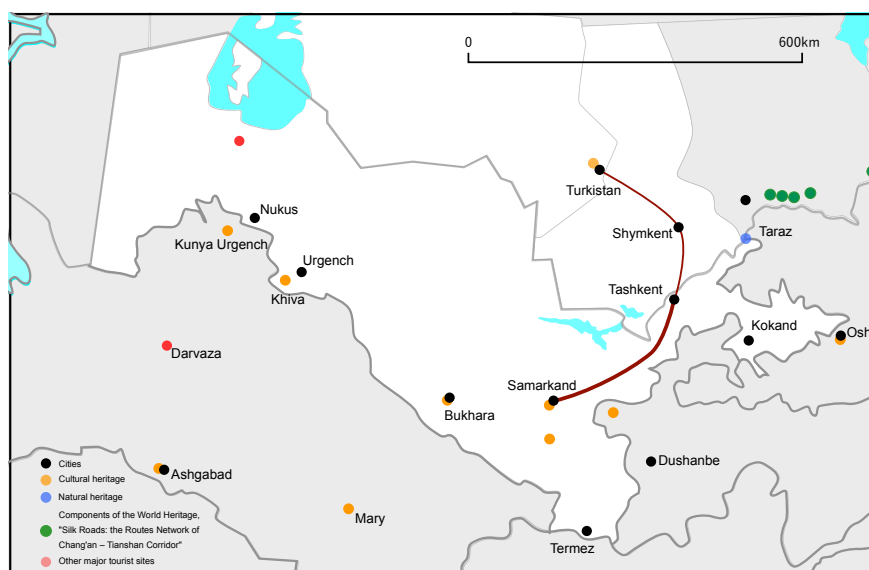 0
600km
Turkistan
Nukus
Shymkent
Taraz
Kunya Urgench
Urgench
Tashkent
Khiva
Kokand
Osh
Darvaza
Samarkand
Bukhara
Dushanbe
Ashgabad
Mary
Termez
Cities
Cultural heritage
Natural heritage
Components of the World Heritage,
"Silk Roads: the Routes Network of
Chang'an – Tianshan Corridor"
Other major tourist sites